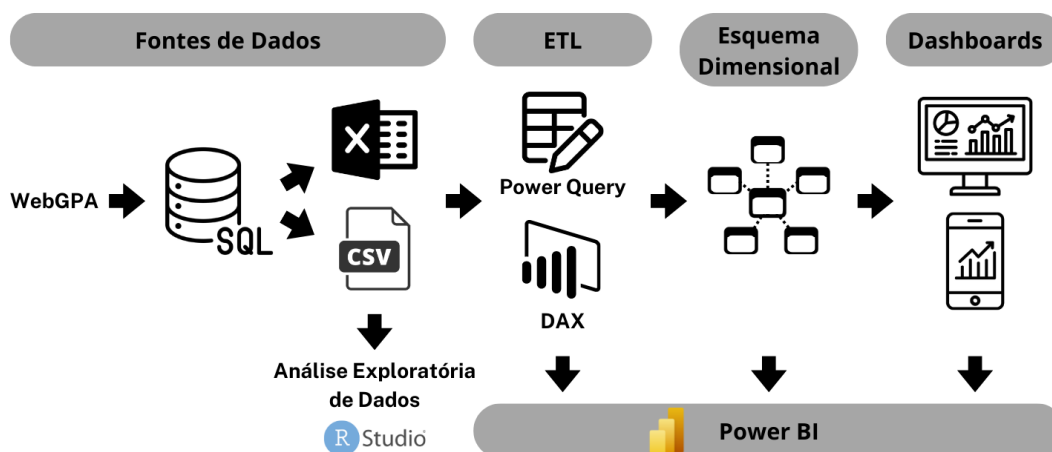 Fontes de Dados
ETL
Esquema
Dimensional
Dashboards
WebGPA
SQL
X
CSV
Power Query
DAX
Análise Exploratória
de Dados
R Studio
Power BI